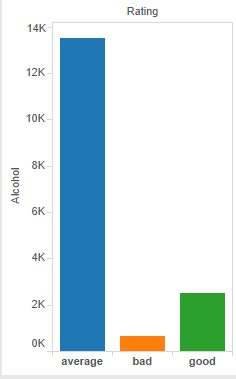 Rating
14K
12K
10K
8K
6K
4K
2K
0K
Alcohol
average bad good